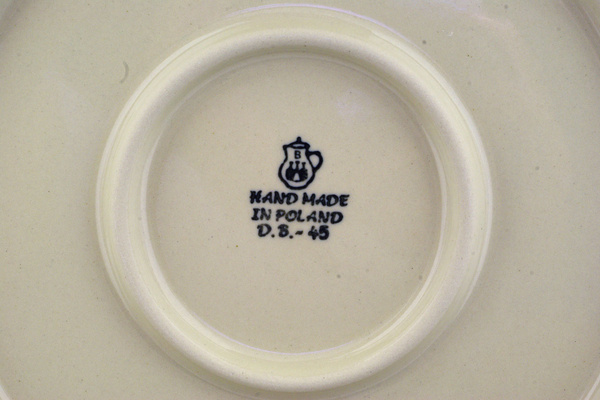 B
HAND MADE
IN POLAND
D.B.- 45